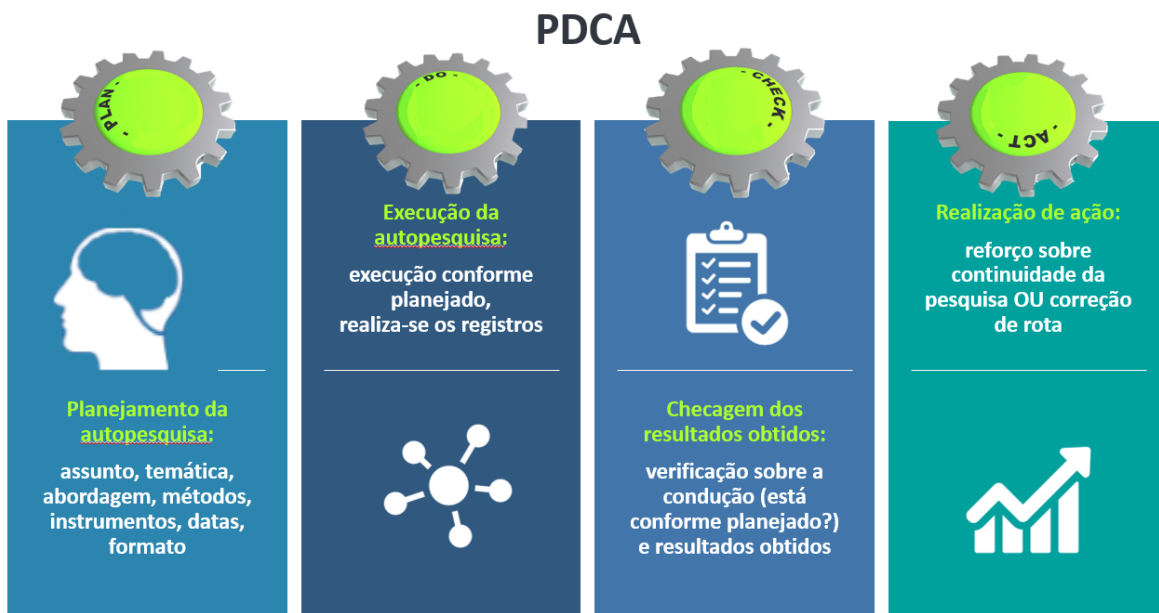 PDCA
- PLAN -
Planejamento da
autopesquisa:
assunto, temática,
abordagem, métodos,
instrumentos, datas,
formato
- DO -
Execução da
autopesquisa:
execução conforme
planejado,
realiza-se os registros
- CHECK -
Checagem dos
resultados obtidos:
verificação sobre a
condução (está
conforme planejado?)
e resultados obtidos
- ACT -
Realização de ação:
reforço sobre
continuidade da
pesquisa OU correção
de rota